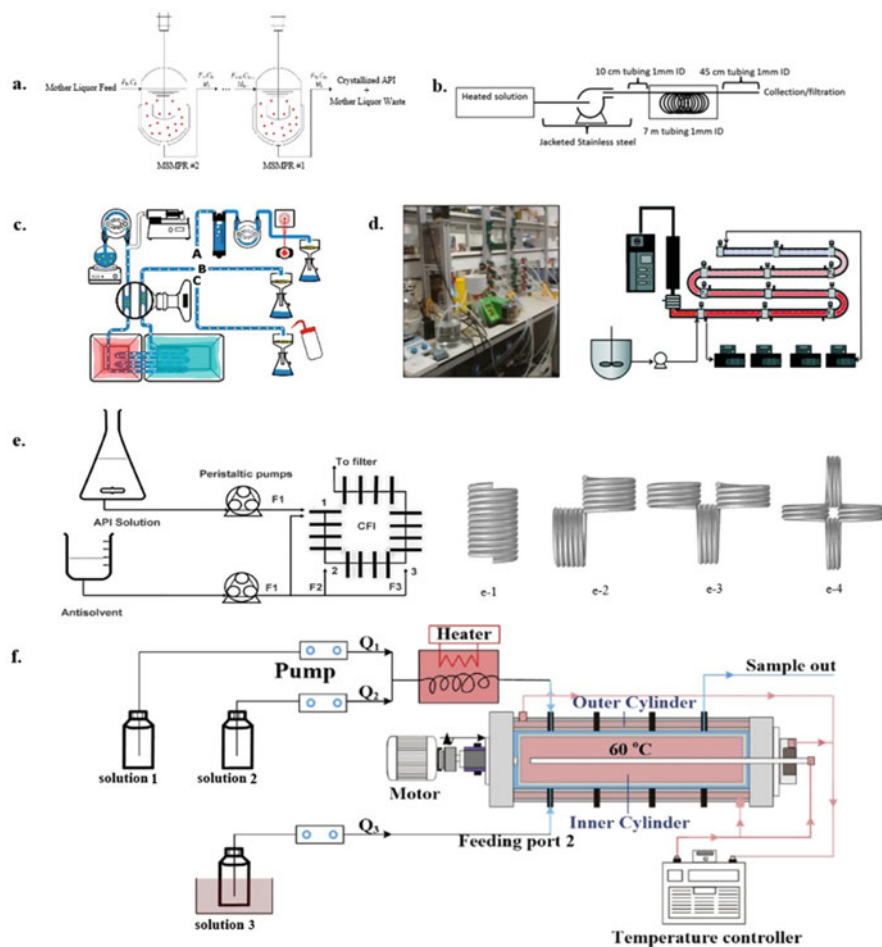 a.
Mother Liquor Feed
Crystallized API
+
Mother Liquor Waste
MSMPR #2
MSMPR #1
b.
10 cm tubing 1mm ID
45 cm tubing 1mm ID
Heated solution
Collection/filtration
7 m tubing 1mm ID
Jacketed Stainless steel
c.
A
B
C
d.
e.
To filter
Peristaltic pumps
F1
1
CFI
API Solution
2
3
F1
F2
F3
Antisolvent
e-1
e-2
e-3
e-4
f.
Heater
Q1
Pump
Sample out
Q2
Outer Cylinder
60 °C
solution 1
solution 2
Motor
Inner Cylinder
Q3
Feeding port 2
solution 3
Temperature controller